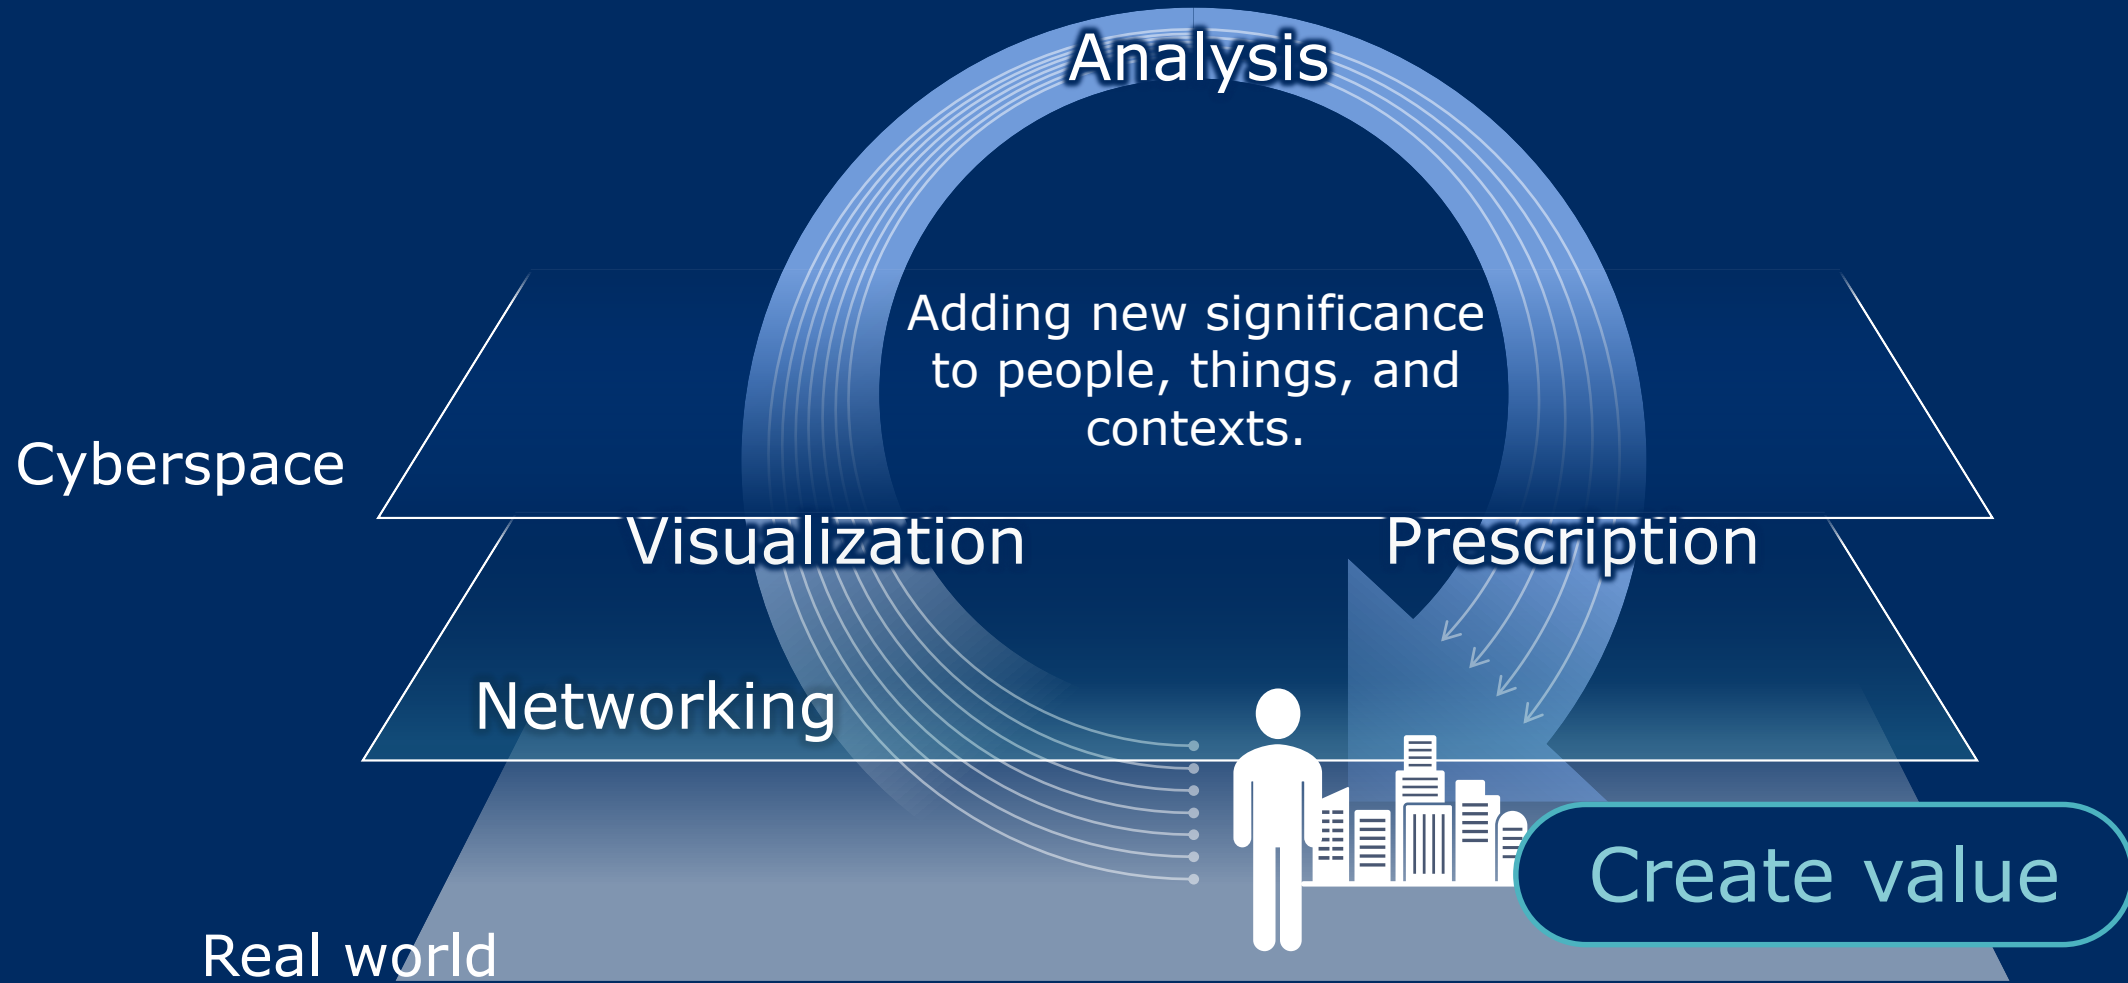 Analysis
Adding new significance
to people, things, and
contexts.
Cyberspace
Visualization
Prescription
Networking
Create value
Real world